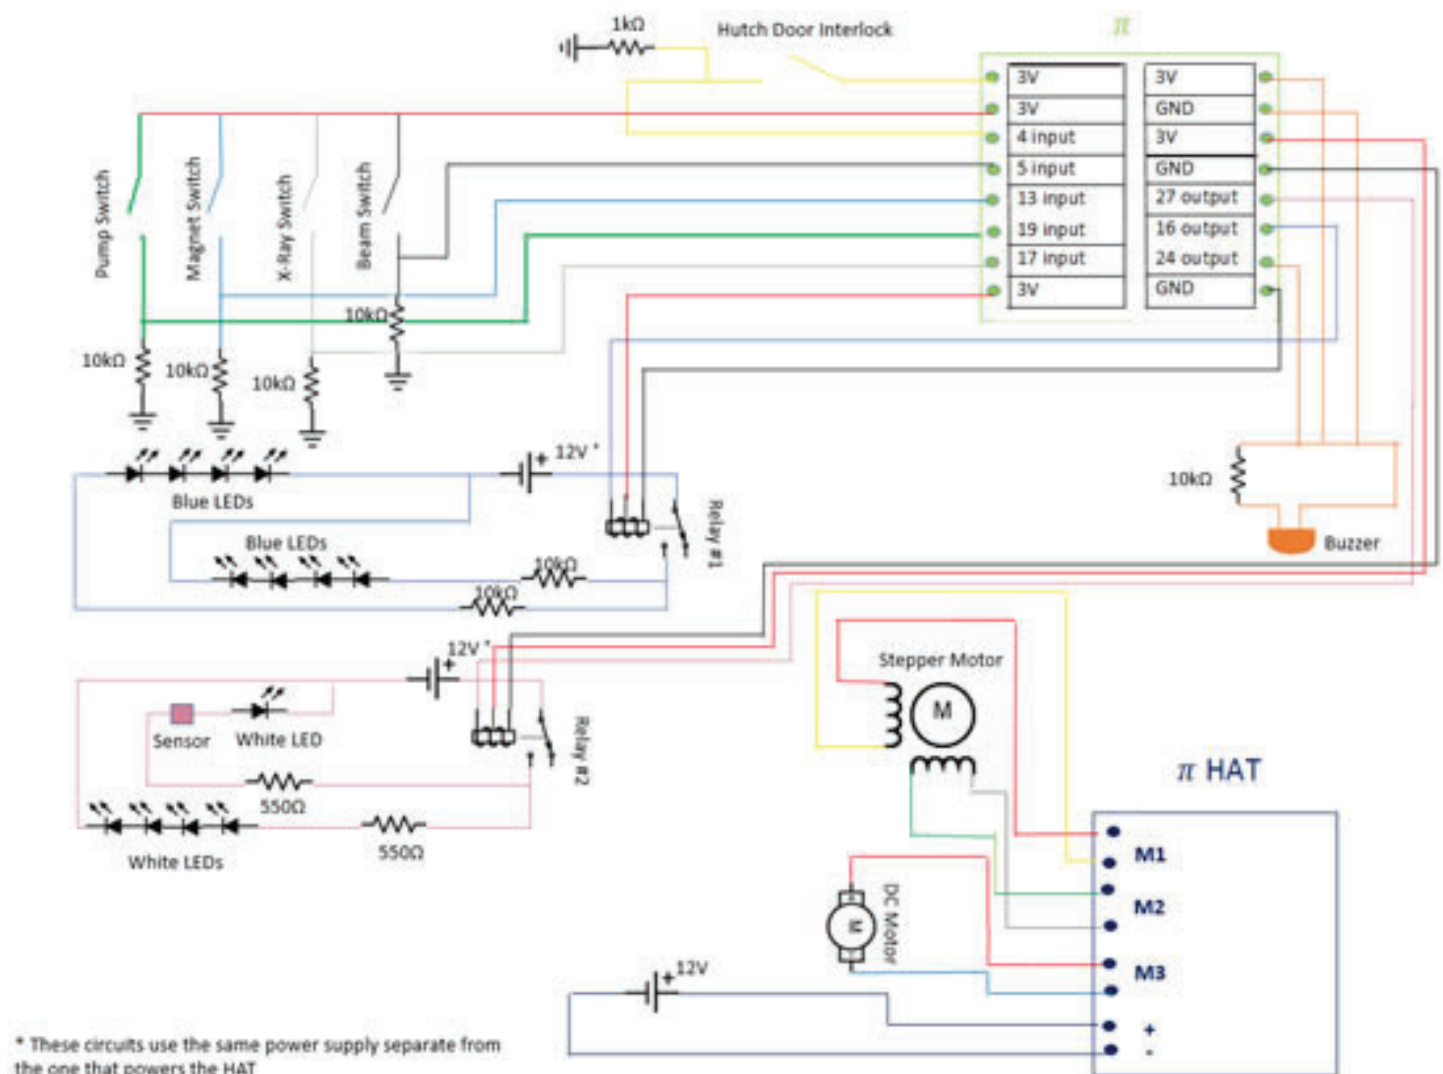 1kΩ
Hutch Door Interlock
π
3V
3V
4 input
5 input
13 input
19 input
17 input
3V
3V
GND
3V
GND
27 output
16 output
24 output
GND
Pump Switch
Magnet Switch
X-Ray Switch
Beam Switch
10kΩ
10kΩ
10kΩ
10kΩ
12V *
Blue LEDs
Blue LEDs
10kΩ
10kΩ
Relay #1
10kΩ
Buzzer
12V *
Sensor
White LED
Relay #2
550Ω
White LEDs
550Ω
Stepper Motor
M
π HAT
M1
M2
M3
+
-
DC Motor
M
12V
* These circuits use the same power supply separate from
the one that powers the HAT